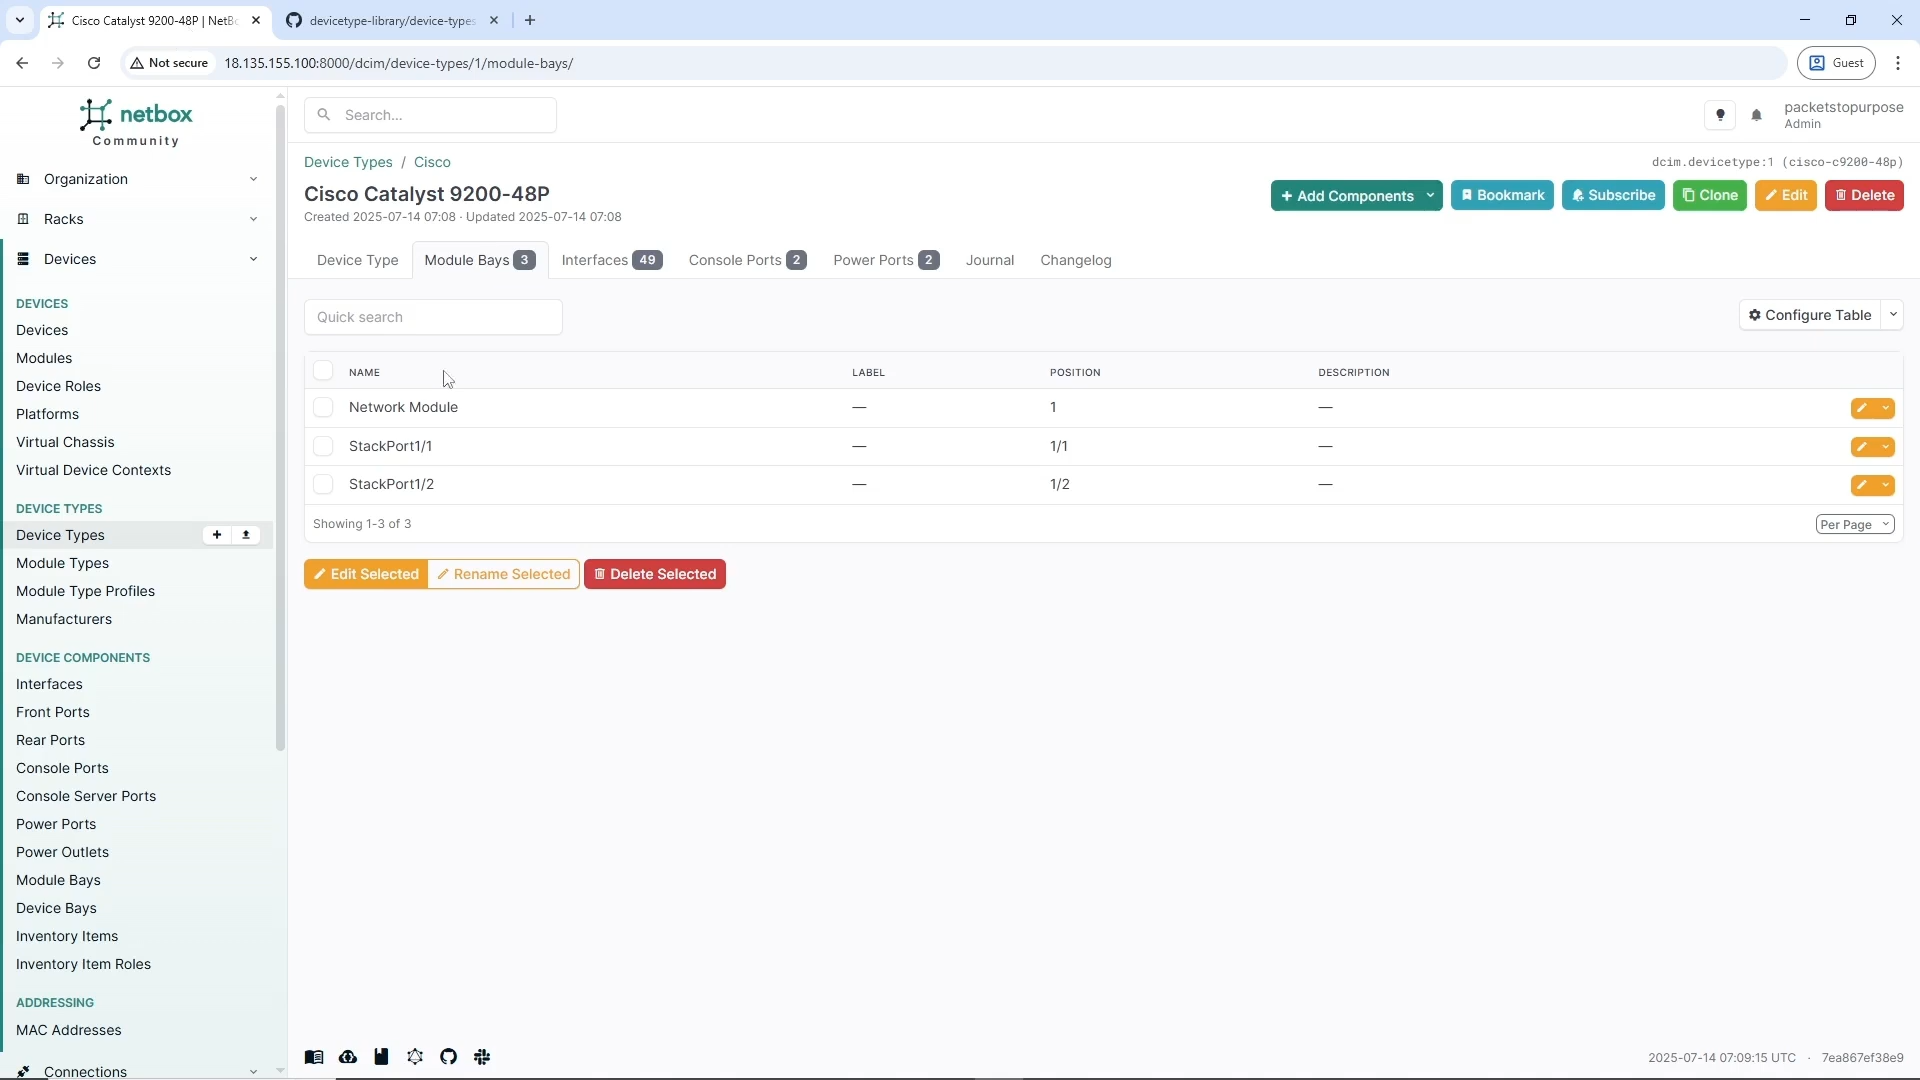 Cisco Catalyst 9200-48P | NetBo
devicetype-library/device-types
Not secure
18.135.155.100:8000/dcim/device-types/1/module-bays/
Guest
netbox
Community
Search...
packetstopurpose
Admin
Organization
Racks
Devices
DEVICES
Devices
Modules
Device Roles
Platforms
Virtual Chassis
Virtual Device Contexts
DEVICE TYPES
Device Types
Module Types
Module Type Profiles
Manufacturers
DEVICE COMPONENTS
Interfaces
Front Ports
Rear Ports
Console Ports
Console Server Ports
Power Ports
Power Outlets
Module Bays
Device Bays
Inventory Items
Inventory Item Roles
ADDRESSING
MAC Addresses
Connections
Device Types / Cisco
dcim.devicetype:1 (cisco-c9200-48p)
Cisco Catalyst 9200-48P
Created 2025-07-14 07:08 · Updated 2025-07-14 07:08
+ Add Components
Bookmark
Subscribe
Clone
Edit
Delete
Device Type
Module Bays 3
Interfaces 49
Console Ports 2
Power Ports 2
Journal
Changelog
Quick search
Configure Table
NAME LABEL POSITION DESCRIPTION
Network Module — 1 —
StackPort1/1 — 1/1 —
StackPort1/2 — 1/2 —
Showing 1-3 of 3
Per Page
Edit Selected
Rename Selected
Delete Selected
2025-07-14 07:09:15 UTC · 7ea867ef38e9